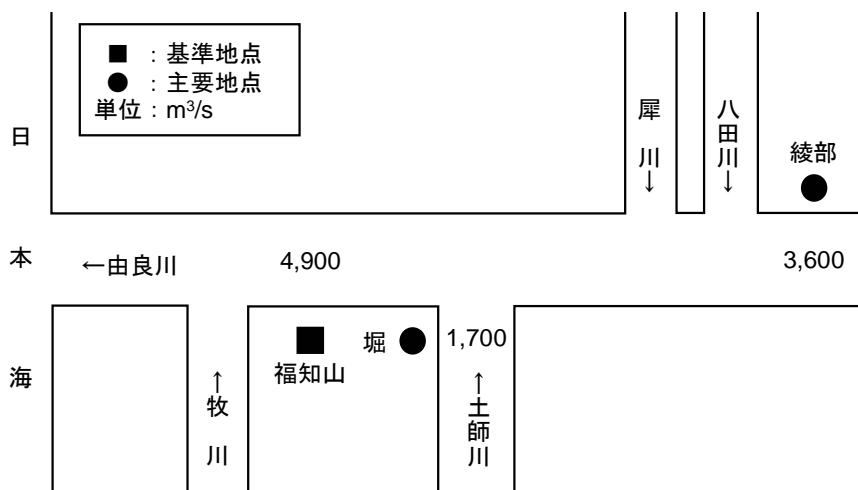 ■：基準地点
●：主要地点
単位：m³/s
日本海
犀川↓
八田川↓
綾部
←由良川
4,900
3,600
福知山
堀
1,700
↑牧川
↑土師川